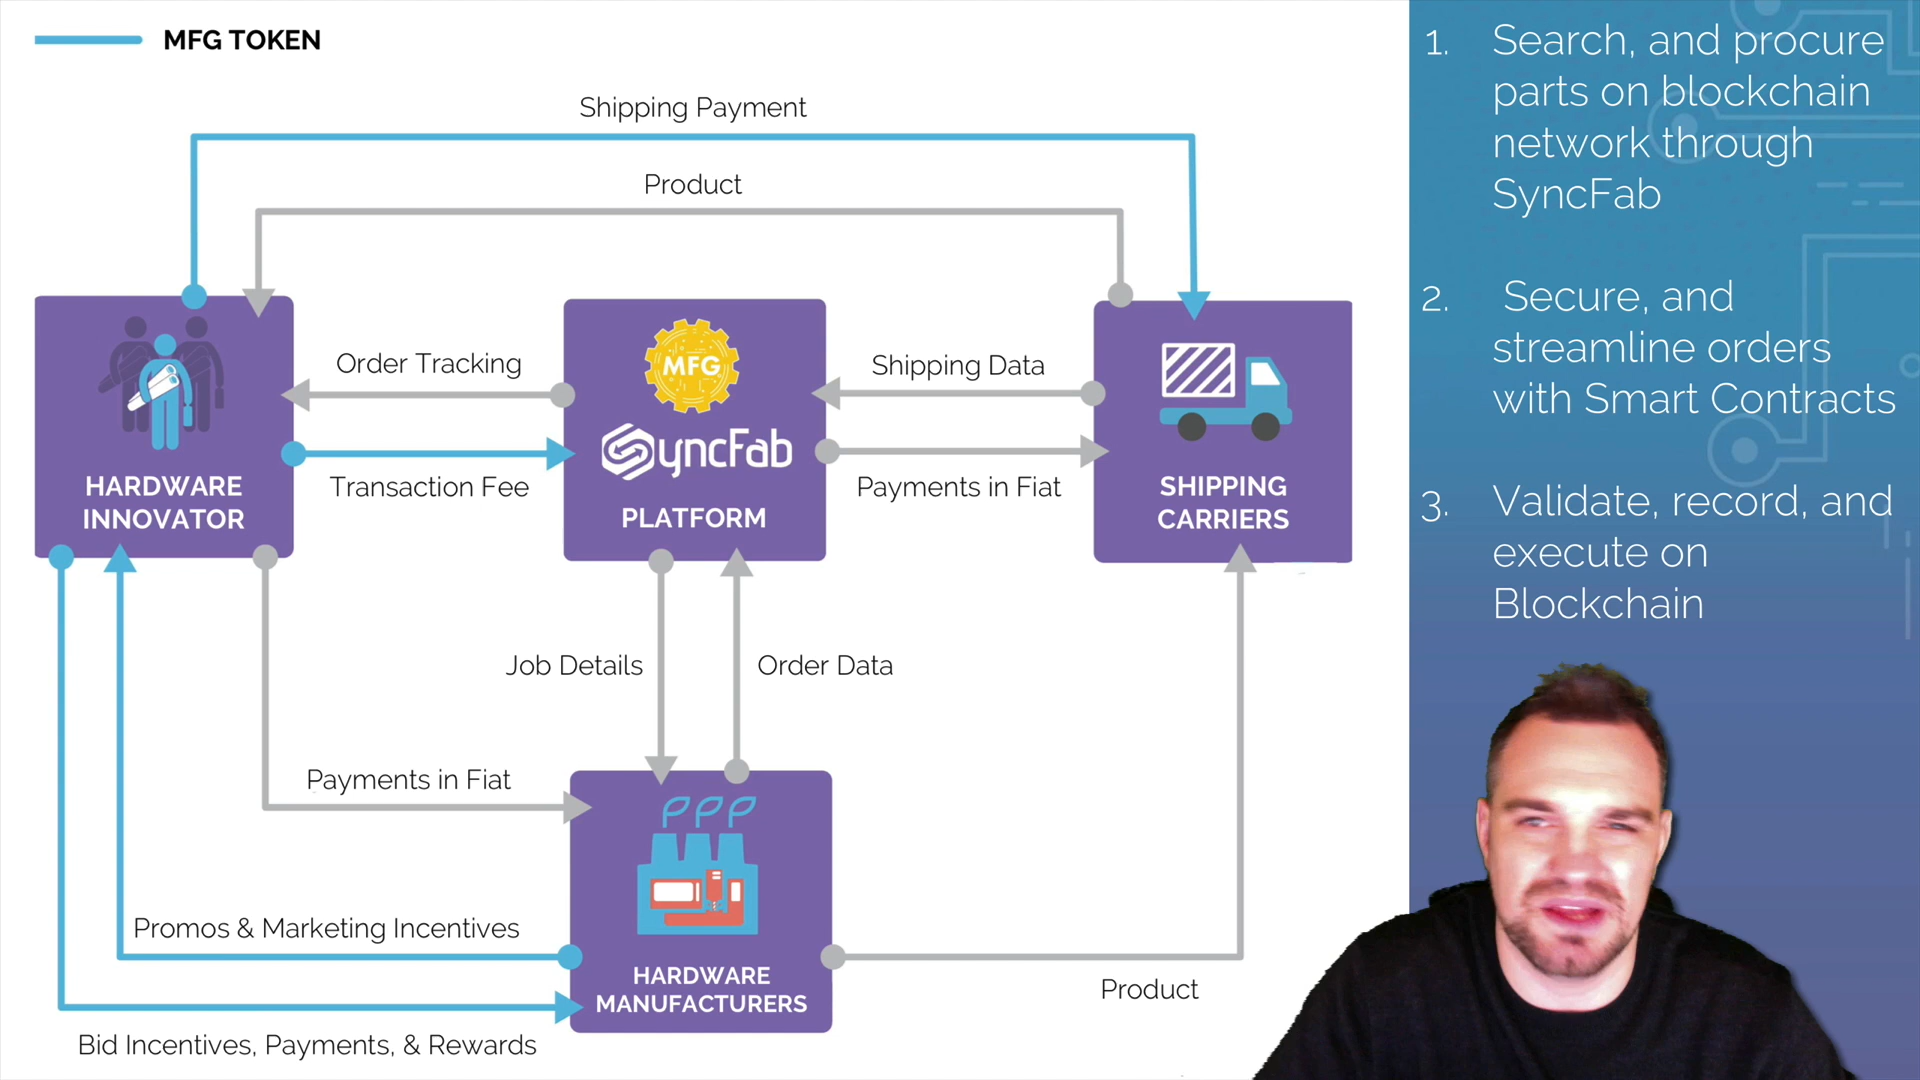 MFG TOKEN
Shipping Payment
Product
Order Tracking
Transaction Fee
HARDWARE
INNOVATOR
MFG
SyncFab
PLATFORM
Shipping Data
Payments in Fiat
SHIPPING
CARRIERS
Job Details
Order Data
Payments in Fiat
Promos & Marketing Incentives
Bid Incentives, Payments, & Rewards
HARDWARE
MANUFACTURERS
Product
1. Search, and procure
parts on blockchain
network through
SyncFab
2. Secure, and
streamline orders
with Smart Contracts
3. Validate, record, and
execute on
Blockchain